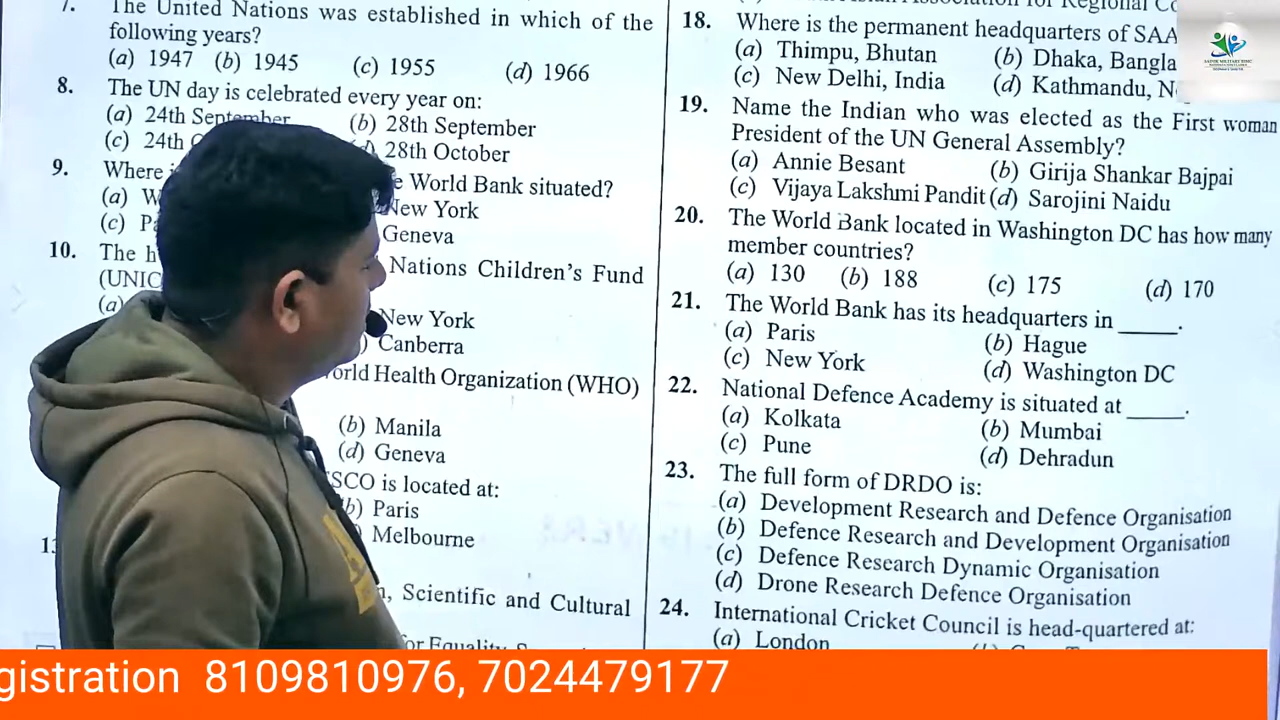 7. The United Nations was established in which of the
following years?
(a) 1947 (b) 1945 (c) 1955 (d) 1966
8. The UN day is celebrated every year on:
(a) 24th September (b) 28th September
(c) 24th 28th October
9. Where World Bank situated?
(a) New York
(c) Geneva
10. The Nations Children's Fund
(a) New York
Canberra
World Health Organization (WHO)
(b) Manila
(d) Geneva
is located at:
(b) Paris
Melbourne
Scientific and Cultural
for Equality
Regional
18. Where is the permanent headquarters of
(a) Thimpu, Bhutan (b) Dhaka,
(c) New Delhi, India (d) Kathmandu,
19. Name the Indian who was elected as the First woman
President of the UN General Assembly?
(a) Annie Besant (b) Girija Shankar Bajpai
(c) Vijaya Lakshmi Pandit (d) Sarojini Naidu
20. The World Bank located in Washington DC has how many
member countries?
(a) 130 (b) 188 (c) 175 (d) 170
21. The World Bank has its headquarters in _____.
(a) Paris (b) Hague
(c) New York (d) Washington DC
22. National Defence Academy is situated at _____.
(a) Kolkata (b) Mumbai
(c) Pune (d) Dehradun
23. The full form of DRDO is:
(a) Development Research and Defence Organisation
(b) Defence Research and Development Organisation
(c) Defence Research Dynamic Organisation
(d) Drone Research Defence Organisation
24. International Cricket Council is head-quartered at:
(a) London
gistration 8109810976, 7024479177